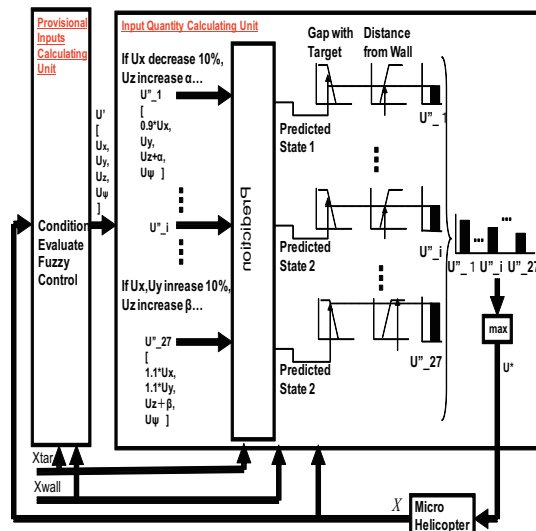 Provisional
Inputs
Calculating
Unit
Input Quantity Calculating Unit
U'
[
Ux,
Uy,
Uz,
Uψ
]
Condition
Evaluate
Fuzzy
Control
If Ux decrease 10%,
Uz increase α...
U"_1
[
0.9*Ux,
Uy,
Uz+α,
Uψ ]
U"_i
If Ux,Uy inrease 10%,
Uz increase β...
U"_27
[
1.1*Ux,
1.1*Uy,
Uz+β,
Uψ ]
Prediction
Gap with
Target
Distance
from Wall
Predicted
State 1
U"_1
Predicted
State 2
U"_i
Predicted
State 2
U"_27
U"_1 U"_i U"_27
max
U*
Xtar
Xwall
X
Micro
Helicopter